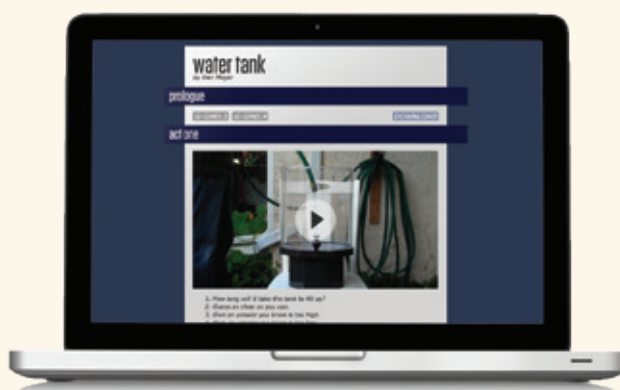 water tank
by Dan Meyer
prologue
act one
1. How long will it take the tank to fill up?
2. Guess as close as you can.
3. Give an answer you know is too high.